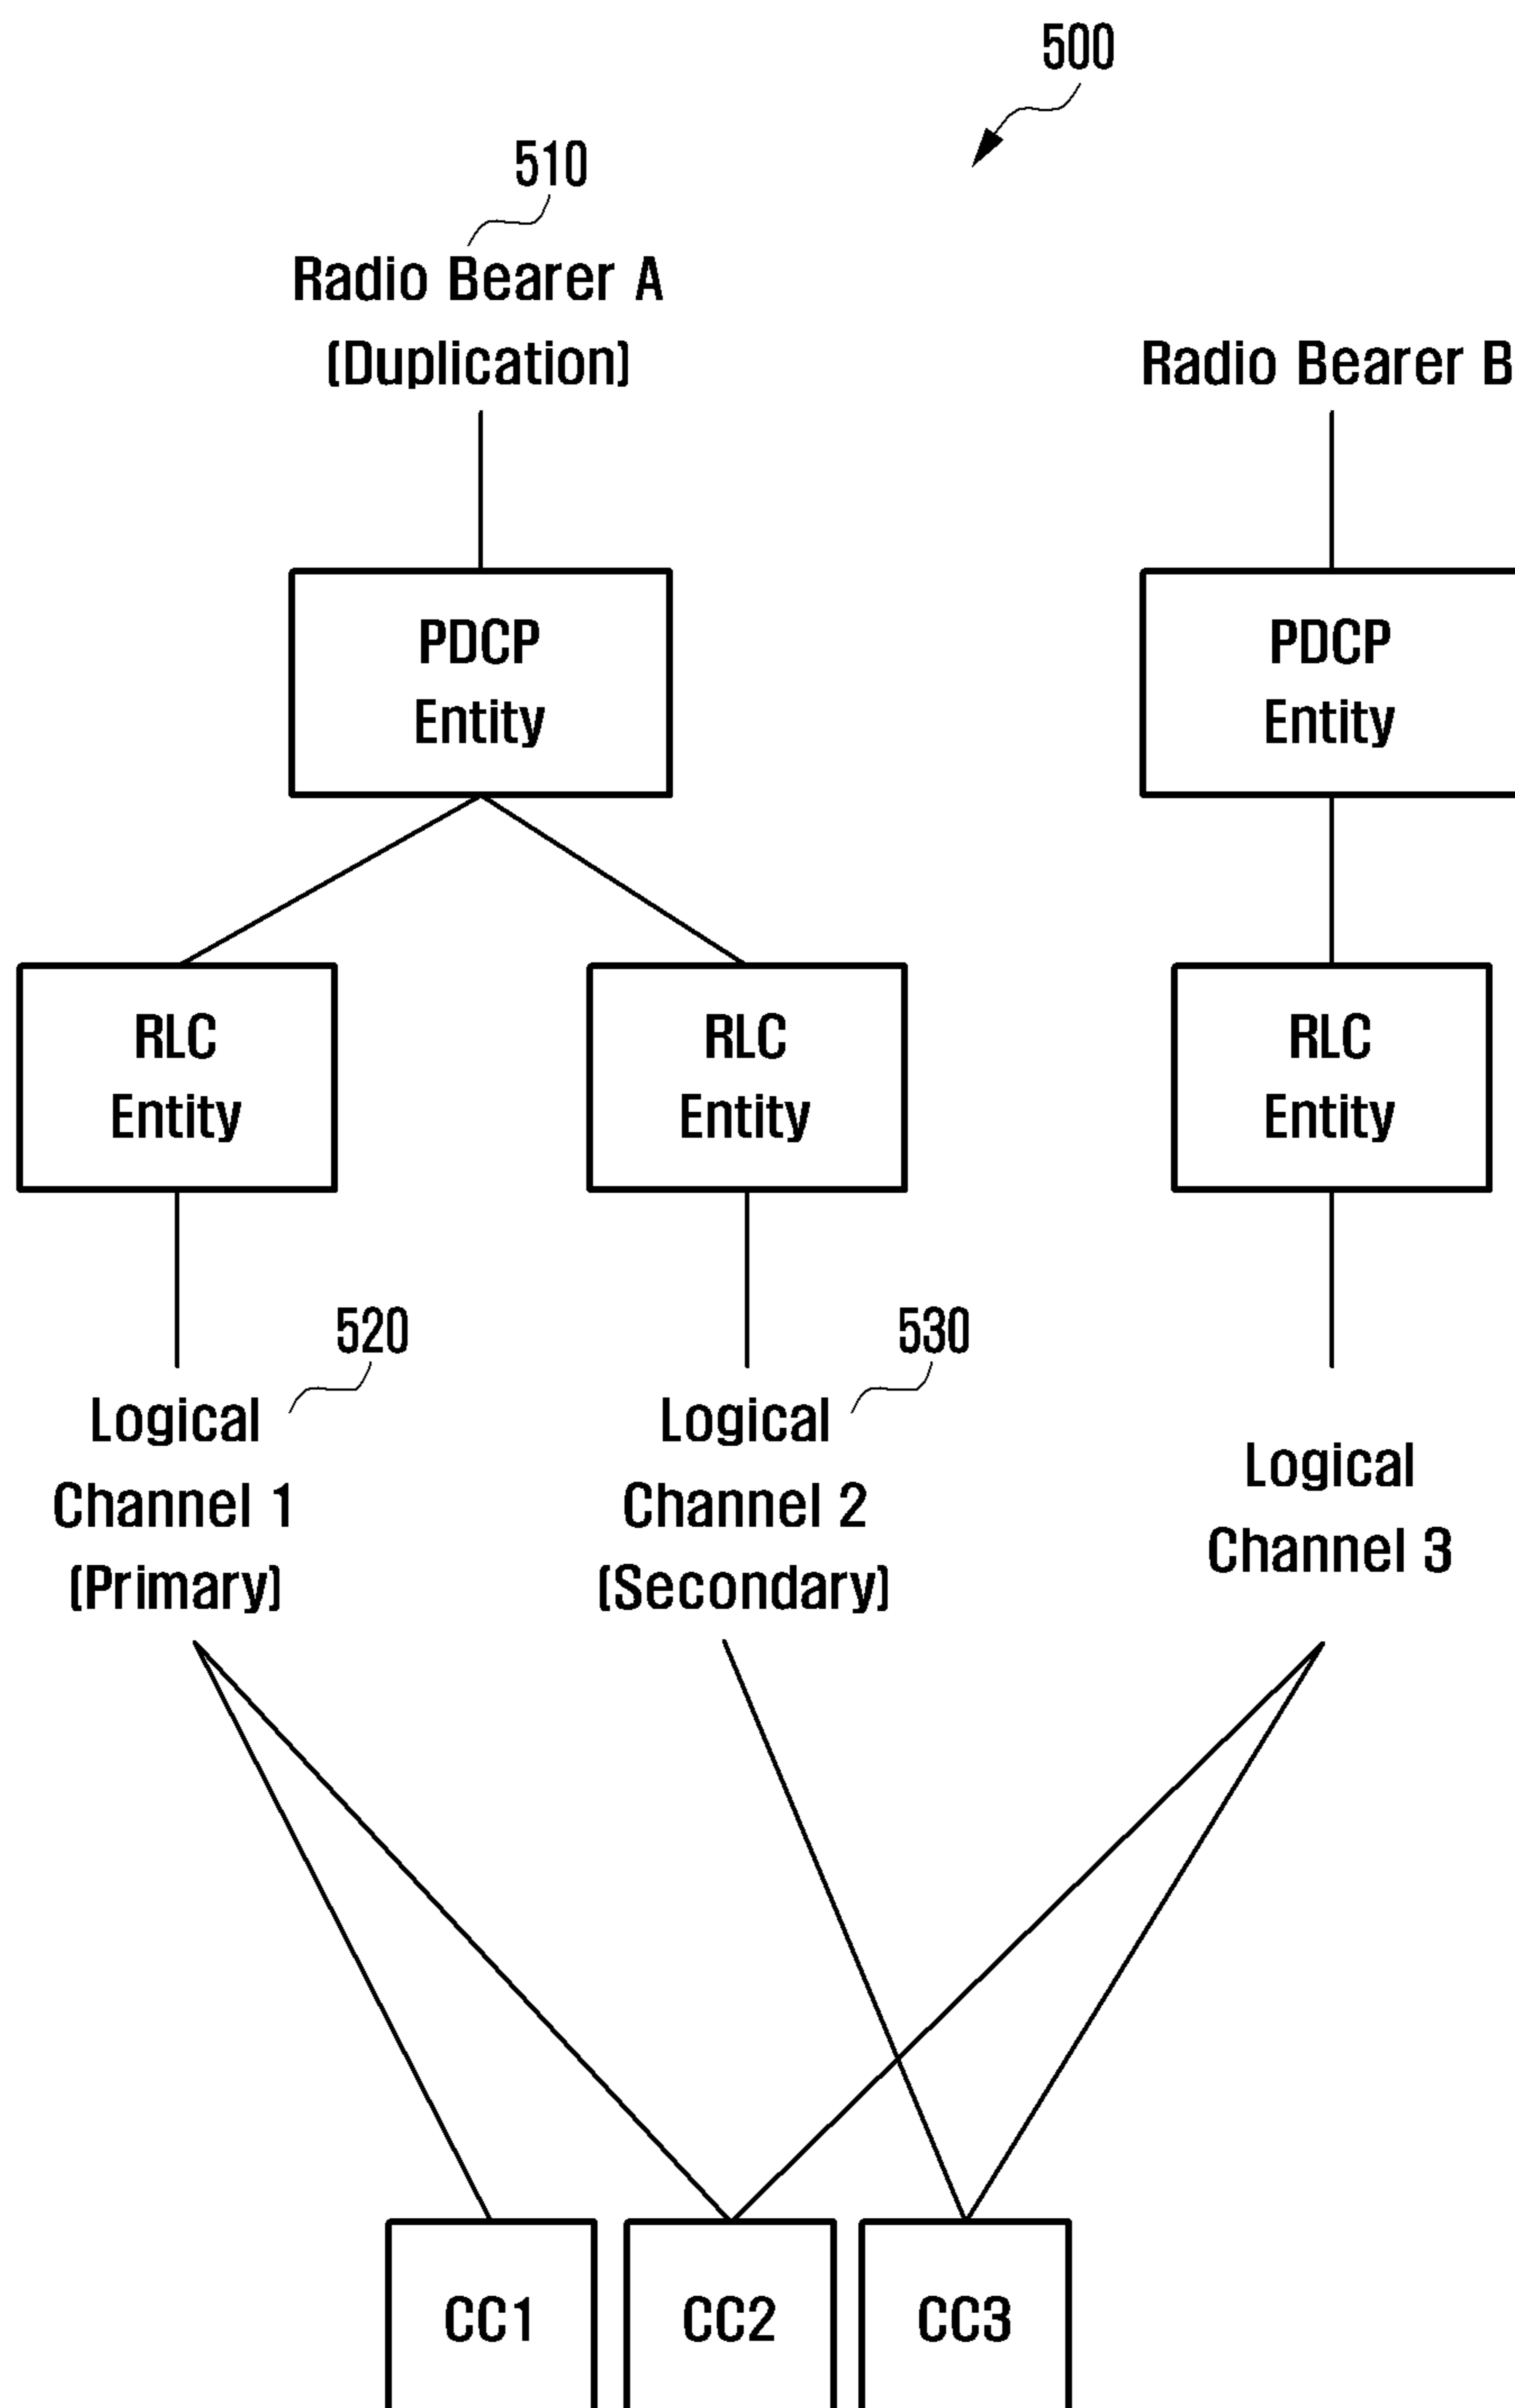 500
510
Radio Bearer A
(Duplication)
Radio Bearer B
PDCP
Entity
PDCP
Entity
RLC
Entity
RLC
Entity
RLC
Entity
520
530
Logical
Channel 1
(Primary)
Logical
Channel 2
(Secondary)
Logical
Channel 3
CC1
CC2
CC3